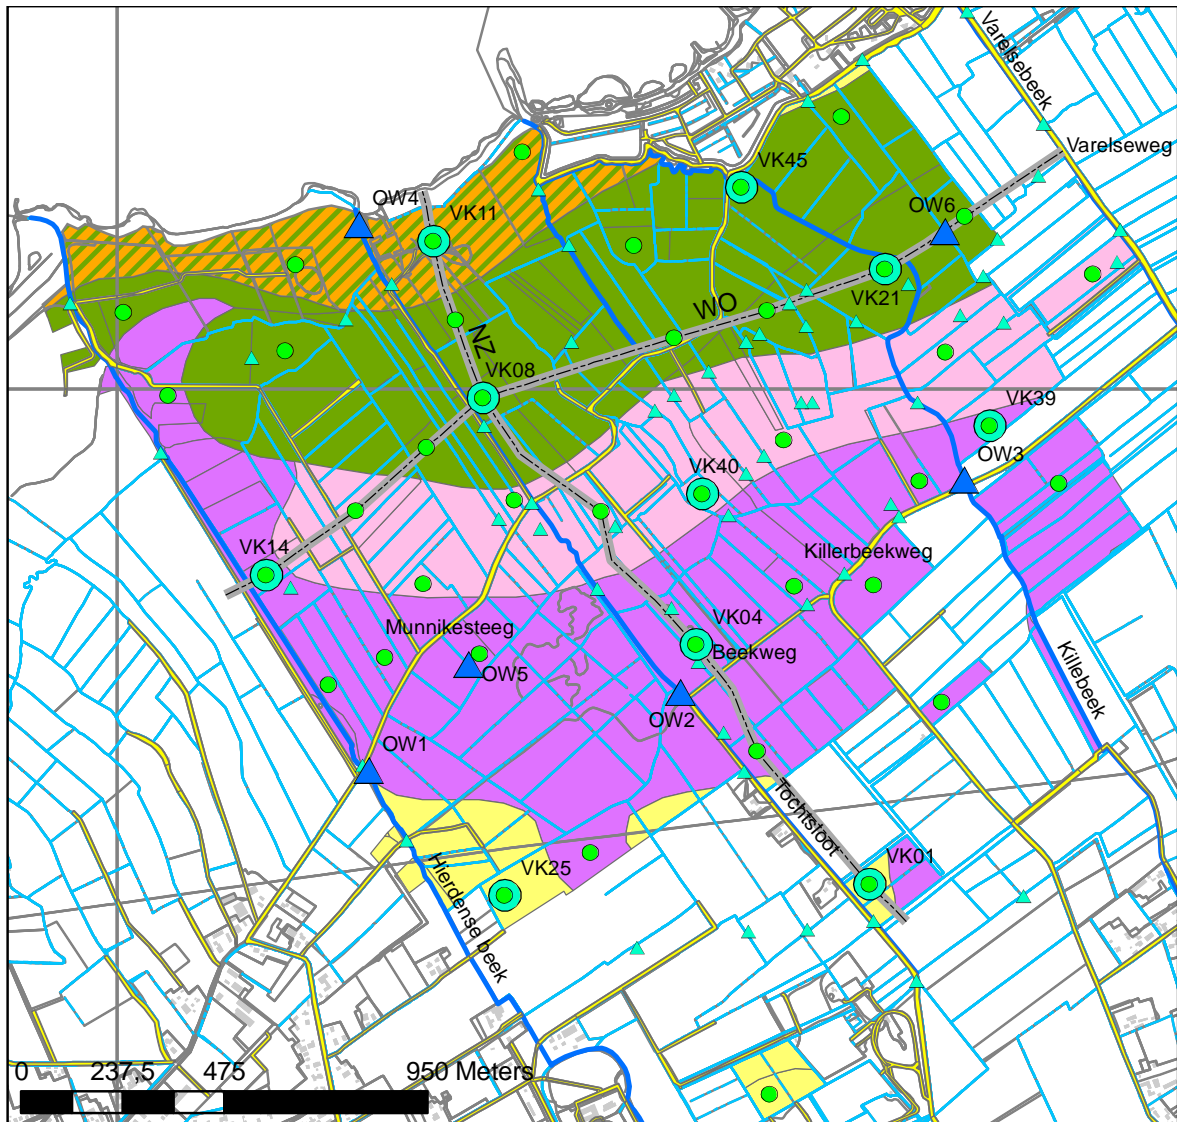 Varelsebeek
Varelseweg
VK45
OW4
OW6
VK11
VK21
WO
NZ
VK08
VK39
OW3
VK40
VK14
Killerbeekweg
VK04
Munnikesteeg
Beekweg
OW5
Killebeek
OW2
OW1
Tochtsloot
VK01
VK25
Hierdense beek
0 237,5 475 950 Meters